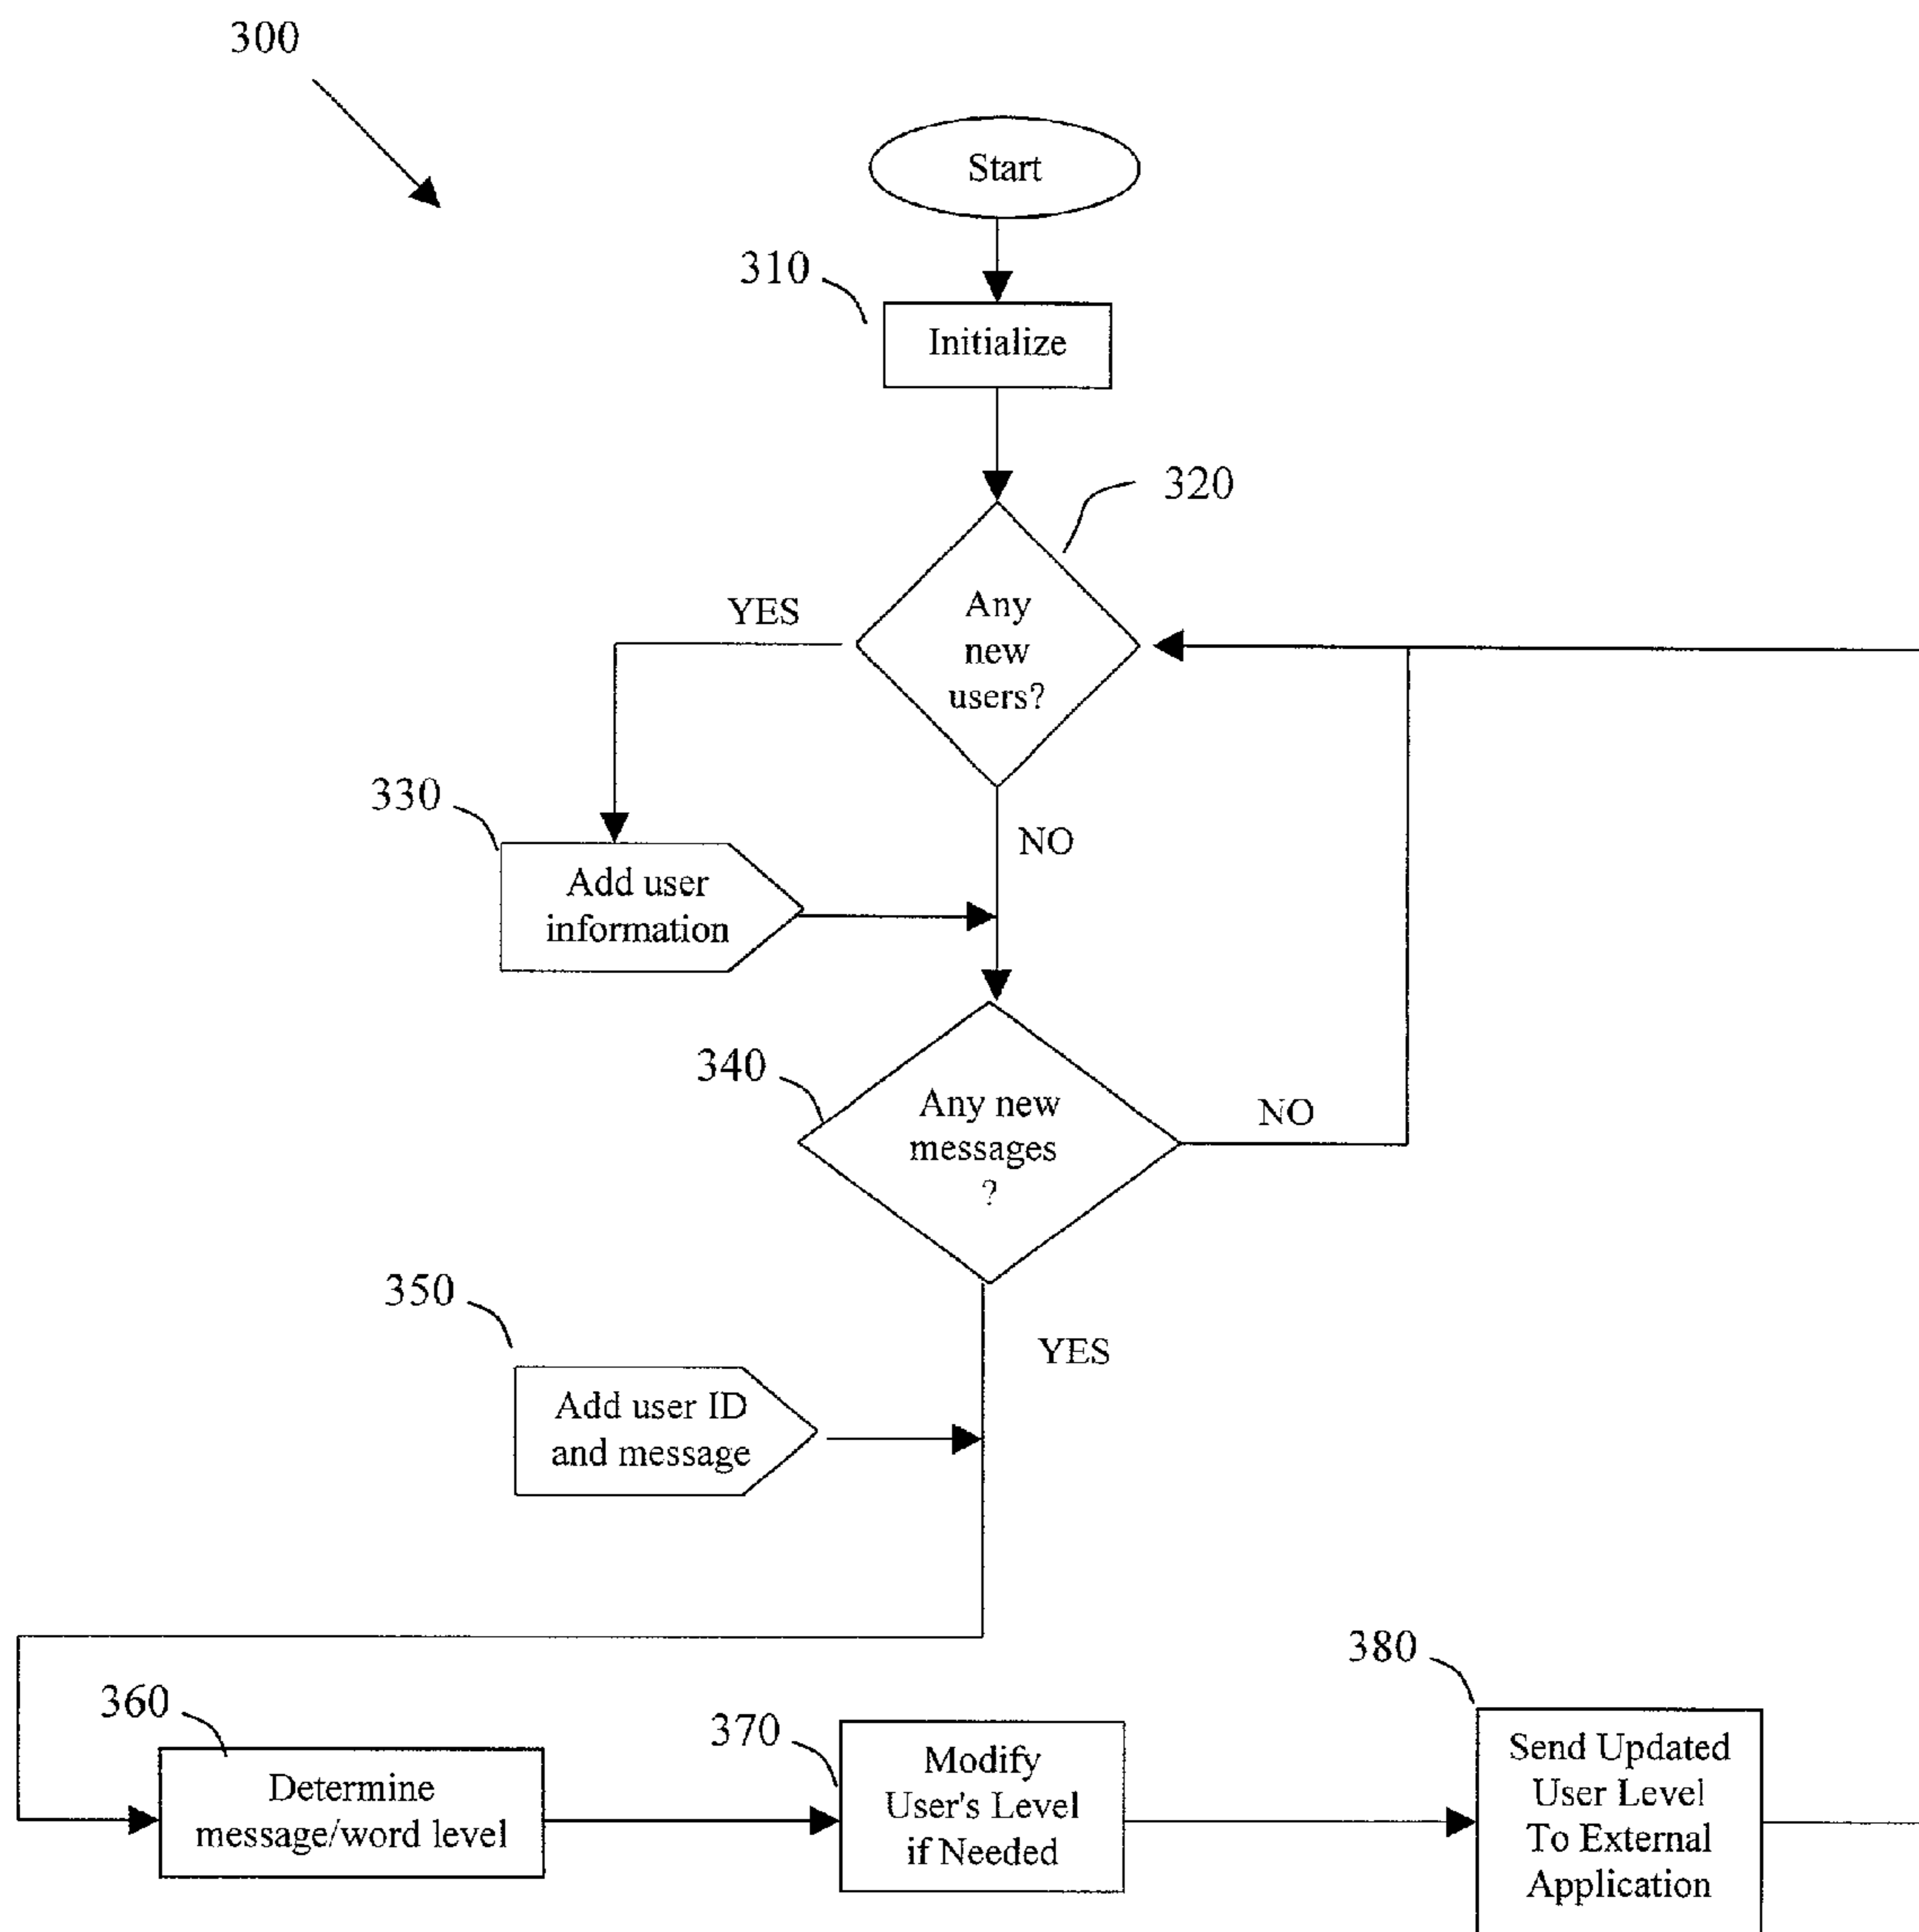 300
Start
310
Initialize
320
Any
new
users?
YES
NO
330
Add user
information
340
Any new
messages
?
NO
YES
350
Add user ID
and message
360
Determine
message/word level
370
Modify
User's Level
if Needed
380
Send Updated
User Level
To External
Application